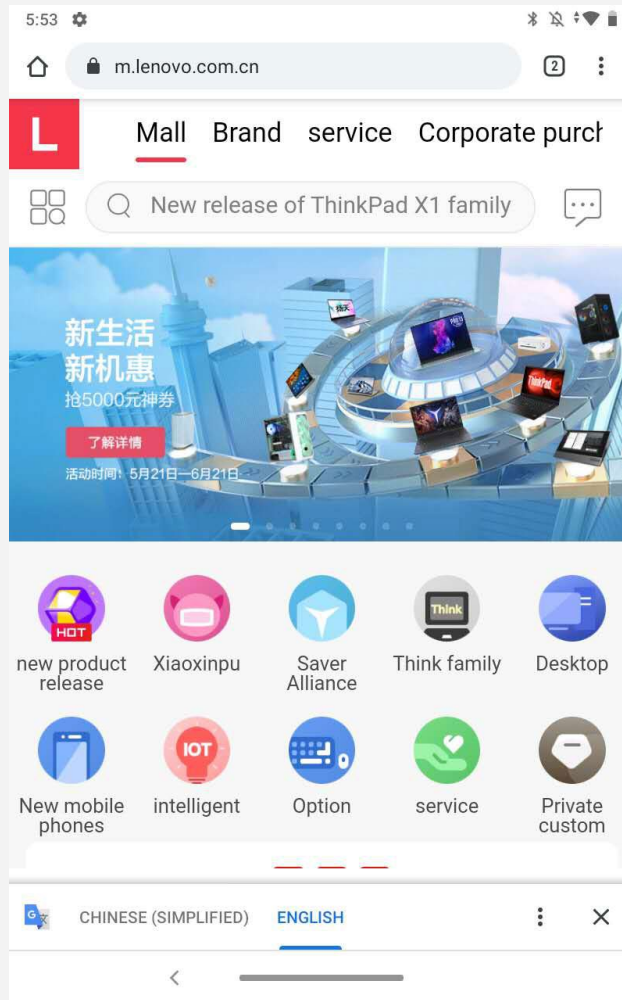 5:53
m.lenovo.com.cn
2
L
Mall Brand service Corporate purch
New release of ThinkPad X1 family
新生活
新机惠
抢5000元神券
了解详情
活动时间：5月21日—6月21日
ThinkPad
HOT
Think
new product
release
Xiaoxinpu
Saver
Alliance
Think family
Desktop
IOT
New mobile
phones
intelligent
Option
service
Private
custom
G 文
CHINESE (SIMPLIFIED) ENGLISH